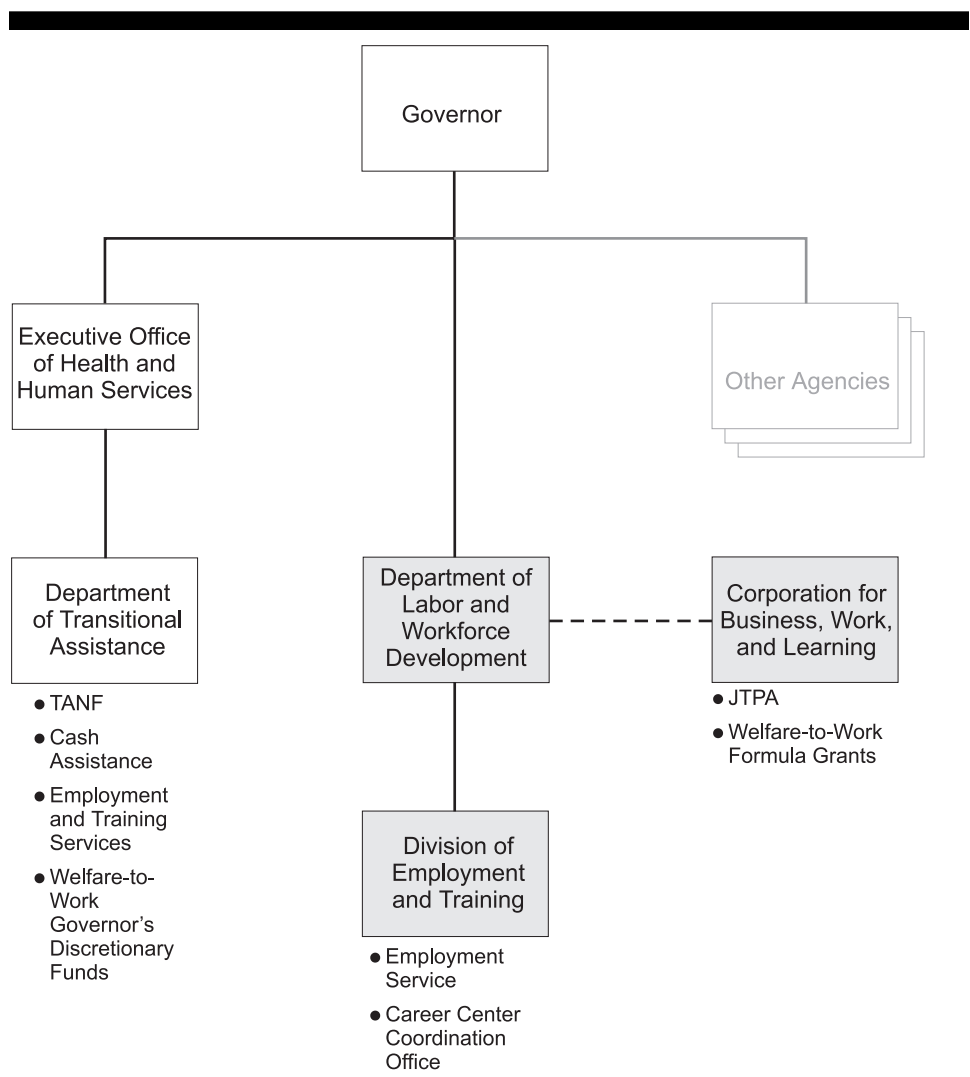 Governor
Executive Office
of Health and
Human Services
Other Agencies
Department
of Transitional
Assistance
● TANF
● Cash
Assistance
● Employment
and Training
Services
● Welfare-to-
Work
Governor’s
Discretionary
Funds
Department of
Labor and
Workforce
Development
Corporation for
Business, Work,
and Learning
● JTPA
● Welfare-to-Work
Formula Grants
Division of
Employment
and Training
● Employment
Service
● Career Center
Coordination
Office